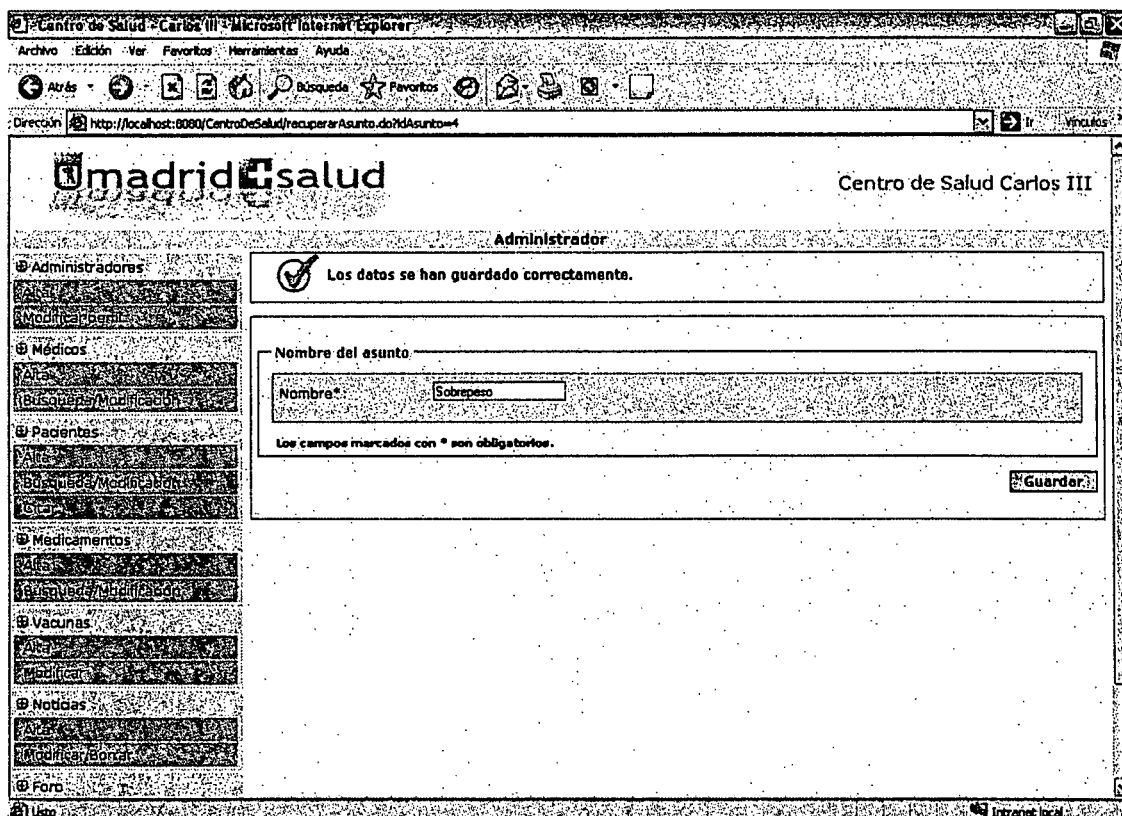 Centro de Salud - Carlos III - Microsoft Internet Explorer
Archivo Edición Ver Favoritos Herramientas Ayuda
Atrás Búsqueda Favoritos
Dirección http://localhost:8080/CentroDeSalud/recuperarAsunto.do?idAsunto=4 Ir Vínculos
madrid salud
Centro de Salud Carlos III
Administrador
Administradores
Alta
Modificar perfil
Médicos
Alta
Búsqueda/Modificación
Pacientes
Alta
Búsqueda/Modificación
Citar
Medicamentos
Alta
Búsqueda/Modificación
Vacunas
Alta
Modificar
Noticias
Alta
Modificar/Borrar
Foro
Los datos se han guardado correctamente.
Nombre del asunto
Nombre*: Sobrepeso
Los campos marcados con * son obligatorios.
Guardar
Listo Intranet local